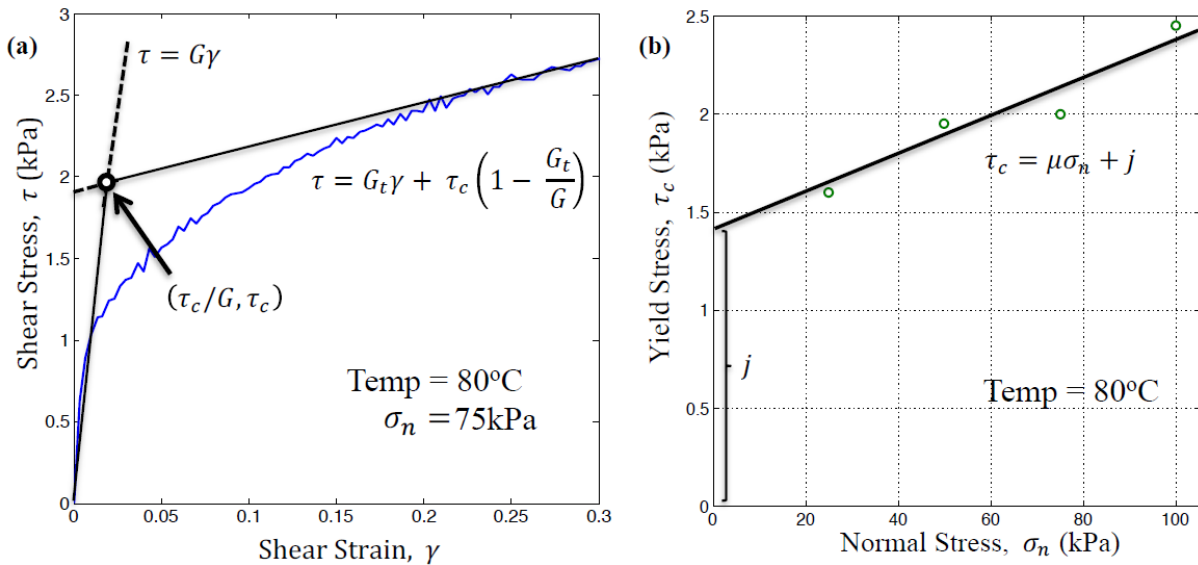 (a)
3
2.5
2
1.5
1
0.5
0
0
0.05
0.1
0.15
0.2
0.25
0.3
Shear Stress, τ (kPa)
Shear Strain, γ
τ = Gγ
τ = G_tγ + τ_c (1 − G_t/G)
(τ_c/G, τ_c)
Temp = 80°C
σ_n = 75kPa
(b)
2.5
2
1.5
1
0.5
0
0
20
40
60
80
100
Yield Stress, τ_c (kPa)
Normal Stress, σ_n (kPa)
τ_c = μσ_n + j
j
Temp = 80°C